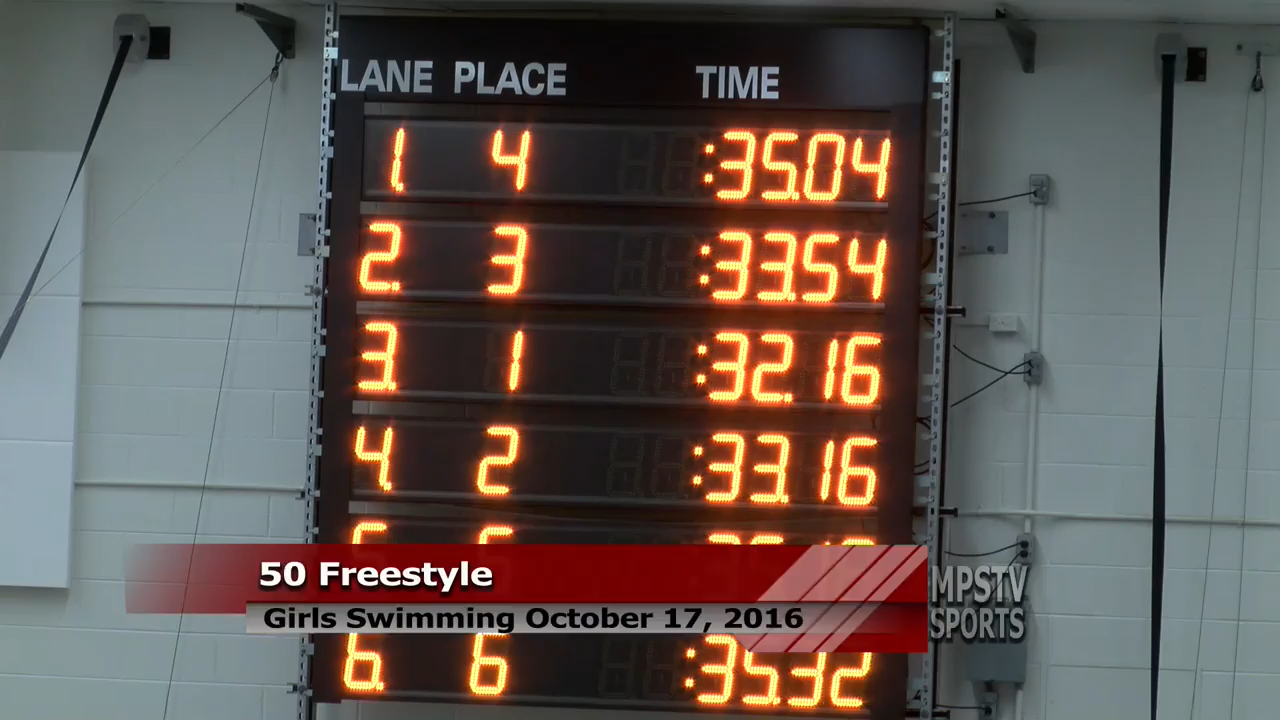 LANE PLACE TIME
1. 4 :35.04
2. 3 :33.54
3. 1 :32.16
4. 2 :33.16
50 Freestyle
Girls Swimming October 17, 2016
MPSTV
SPORTS
6. 6 :35.32